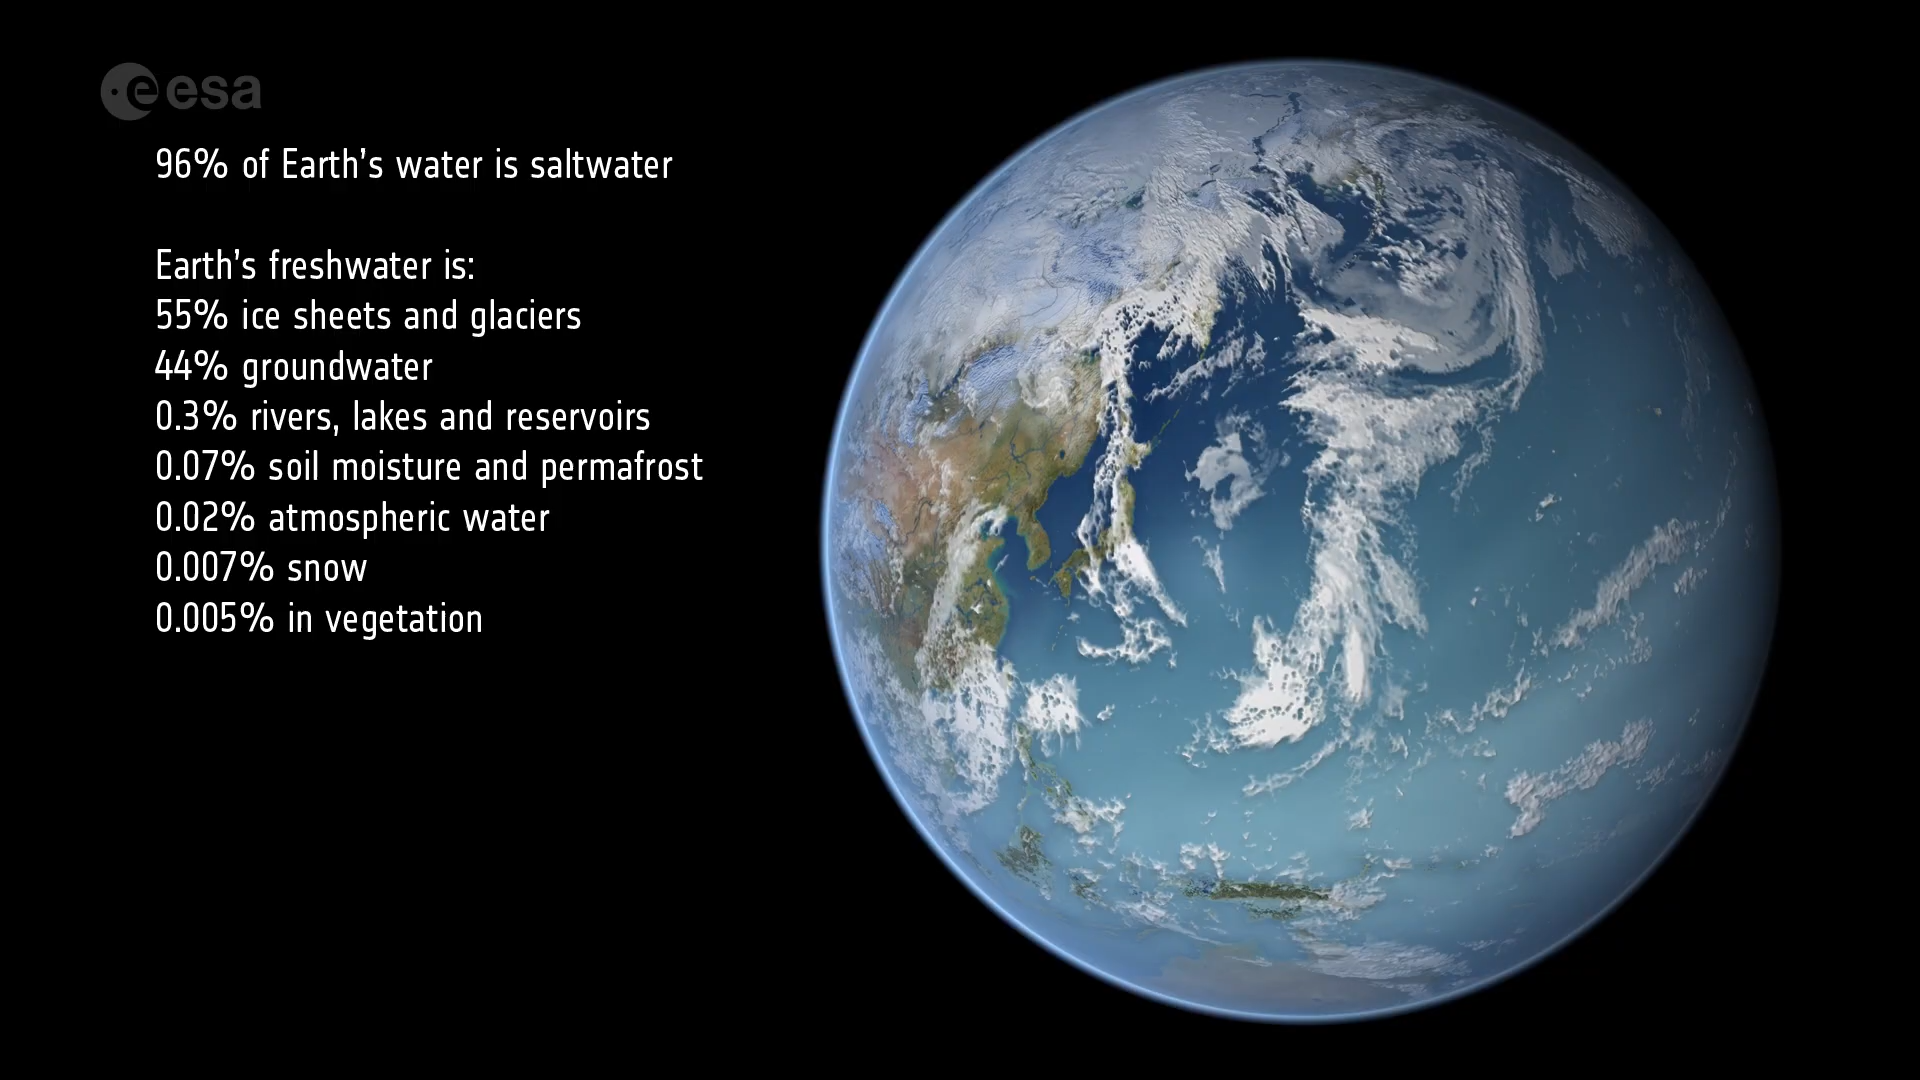 esa
96% of Earth's water is saltwater
Earth's freshwater is:
55% ice sheets and glaciers
44% groundwater
0.3% rivers, lakes and reservoirs
0.07% soil moisture and permafrost
0.02% atmospheric water
0.007% snow
0.005% in vegetation